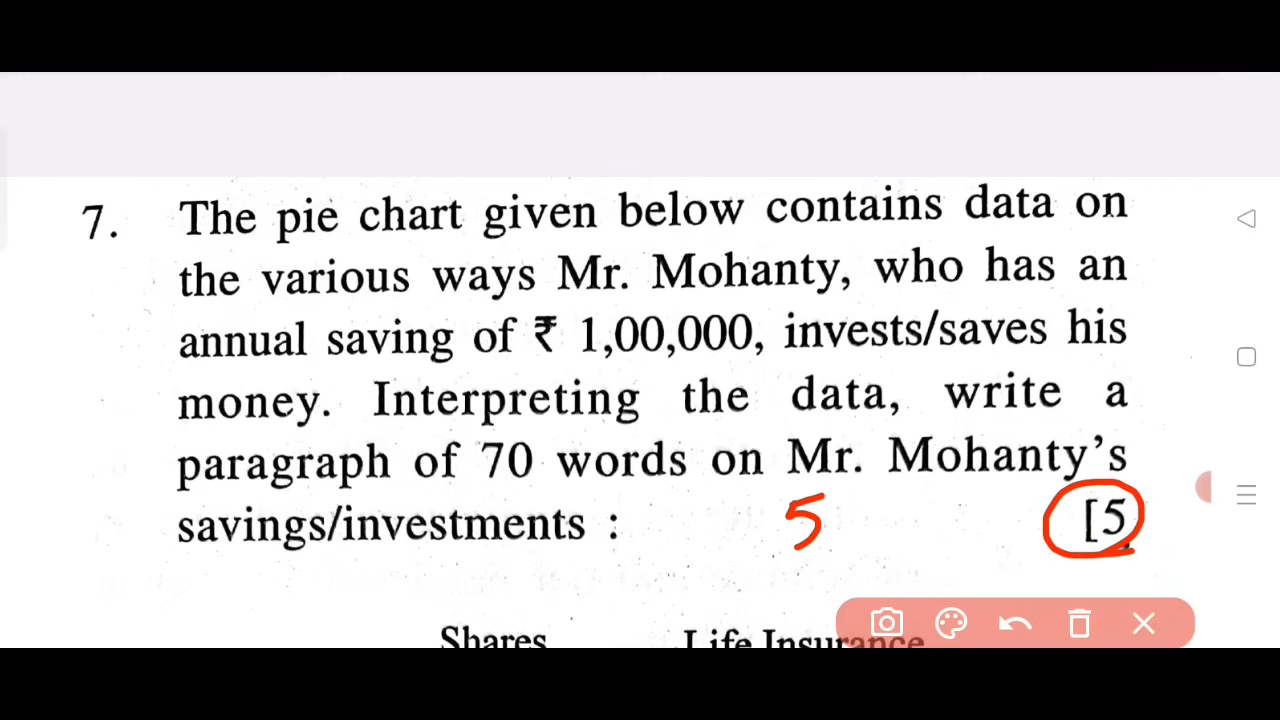 7. The pie chart given below contains data on
the various ways Mr. Mohanty, who has an
annual saving of ₹ 1,00,000, invests/saves his
money. Interpreting the data, write a
paragraph of 70 words on Mr. Mohanty's
savings/investments : 5 [5
Shares Life Insurance